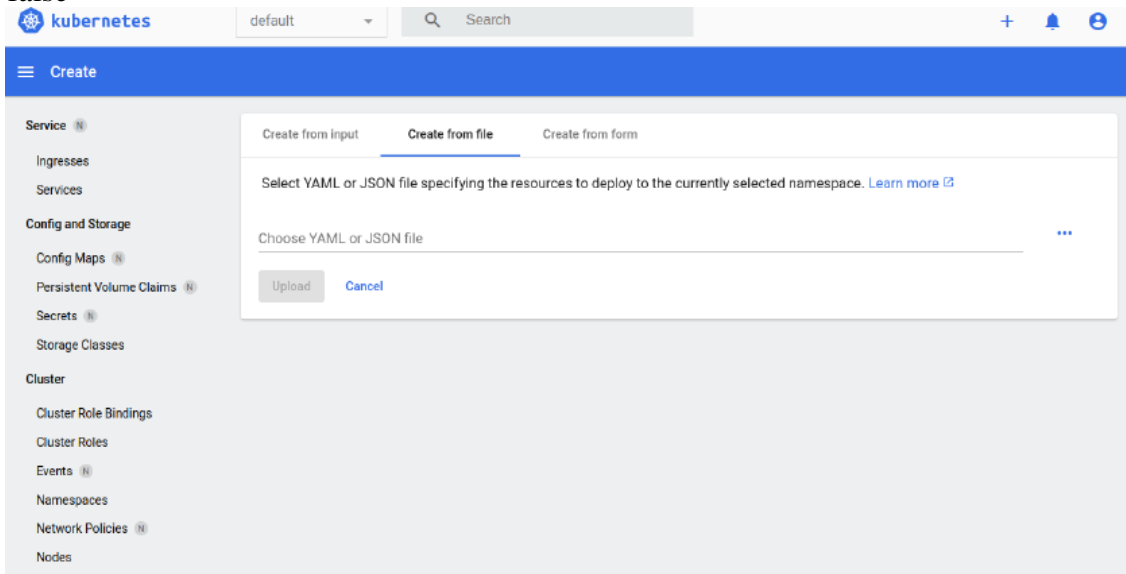 kubernetes
default
Search
Create
Service N
Ingresses
Services
Config and Storage
Config Maps N
Persistent Volume Claims N
Secrets N
Storage Classes
Cluster
Cluster Role Bindings
Cluster Roles
Events N
Namespaces
Network Policies N
Nodes
Create from input
Create from file
Create from form
Select YAML or JSON file specifying the resources to deploy to the currently selected namespace. Learn more
Choose YAML or JSON file
Upload
Cancel